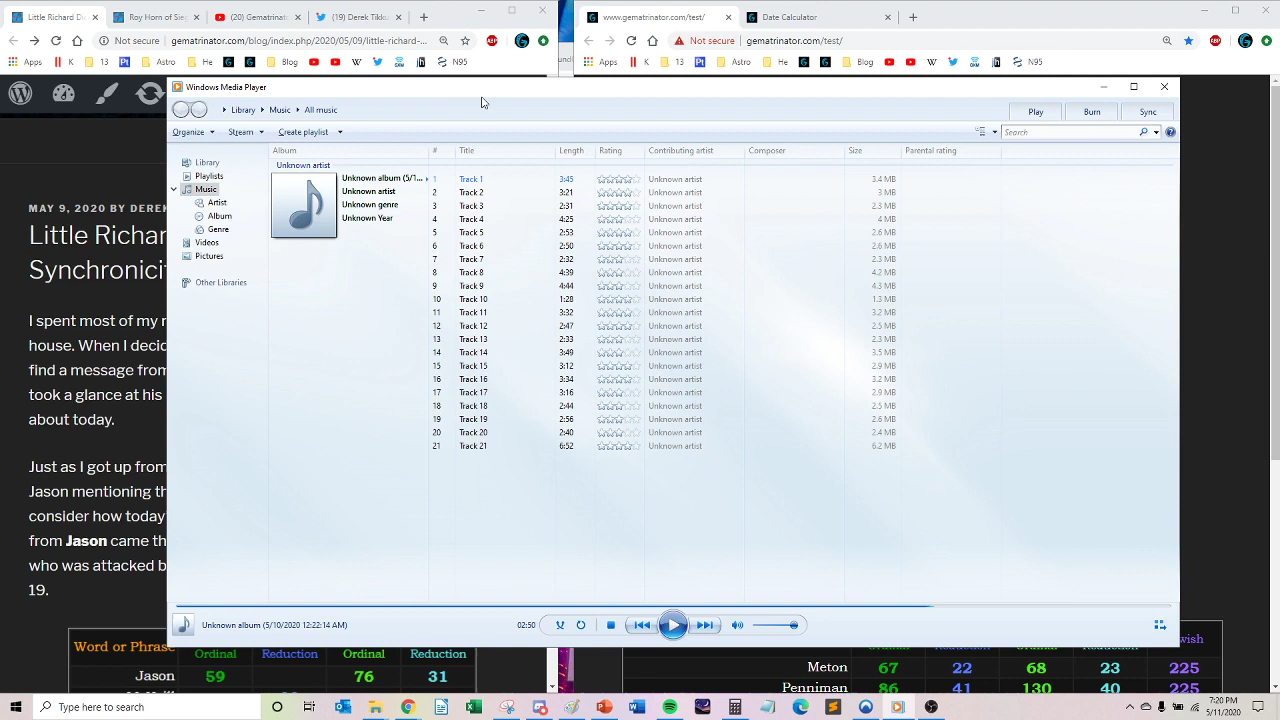 Little Richard D
Roy Horn of Sie
(20) Gematrinat
(19) Derek Tikku
www.gematrinator.com/test/
Date Calculator
Not secure
gematrinator.com/blog/index.php/2020/05/09/little-richard-...
Not secure
gematrinator.com/test/
Apps
K
13
Astro
He
Blog
N95
Apps
K
13
Astro
He
Blog
N95
Windows Media Player
Library
Music
All music
Play
Burn
Sync
Organize
Stream
Create playlist
Search
Album
#
Title
Length
Rating
Contributing artist
Composer
Size
Parental rating
Library
Playlists
Music
Artist
Album
Genre
Videos
Pictures
Other Libraries
Unknown artist
Unknown album (5/1...
Unknown artist
Unknown genre
Unknown Year
1 Track 1 3:45 Unknown artist 3.4 MB
2 Track 2 3:21 Unknown artist 3 MB
3 Track 3 2:31 Unknown artist 2.3 MB
4 Track 4 4:25 Unknown artist 4 MB
5 Track 5 2:53 Unknown artist 2.6 MB
6 Track 6 2:50 Unknown artist 2.6 MB
7 Track 7 2:32 Unknown artist 2.3 MB
8 Track 8 4:39 Unknown artist 4.2 MB
9 Track 9 4:44 Unknown artist 4.3 MB
10 Track 10 1:28 Unknown artist 1.3 MB
11 Track 11 3:32 Unknown artist 3.2 MB
12 Track 12 2:47 Unknown artist 2.5 MB
13 Track 13 2:33 Unknown artist 2.3 MB
14 Track 14 3:49 Unknown artist 3.5 MB
15 Track 15 3:12 Unknown artist 2.9 MB
16 Track 16 3:34 Unknown artist 3.2 MB
17 Track 17 3:16 Unknown artist 2.9 MB
18 Track 18 2:44 Unknown artist 2.5 MB
19 Track 19 2:56 Unknown artist 2.6 MB
20 Track 20 2:40 Unknown artist 2.4 MB
21 Track 21 6:52 Unknown artist 6.2 MB
MAY 9, 2020 BY DEREK
Little Richar
Synchronicit
I spent most of my r
house. When I decid
find a message from
took a glance at his
about today.
Just as I got up from
Jason mentioning th
consider how today
from Jason came th
who was attacked b
19.
Unknown album (5/10/2020 12:22:14 AM)
02:50
Word or Phrase Ordinal Reduction Ordinal Reduction
Jason 59 76 31
Meton 67 22 68 23 225
Penniman 86 41 130 40 225
Type here to search
7:20 PM
5/11/2020